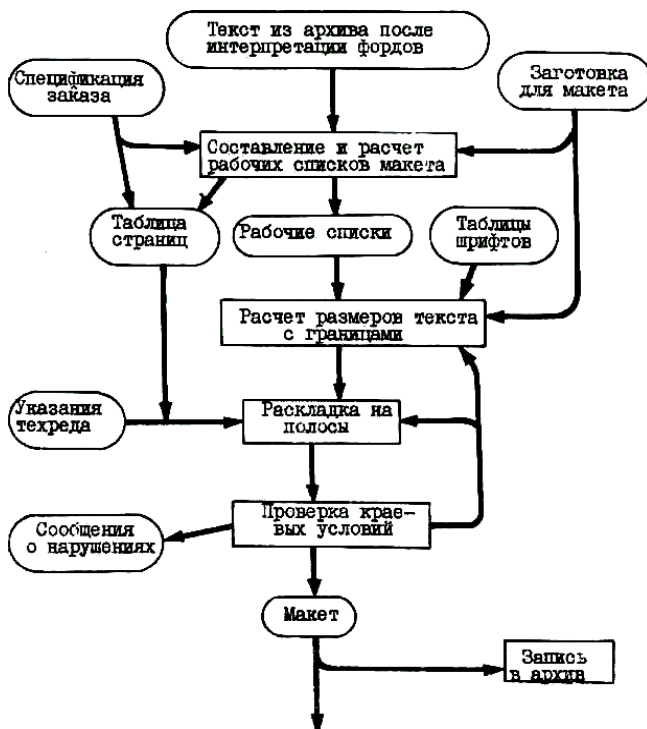 Текст из архива после
интерпретации фордов
Спецификация
заказа
Заготовка
для макета
Составление и расчет
рабочих списков макета
Таблица
страниц
Рабочие списки
Таблицы
шрифтов
Расчет размеров текста
с границами
Указания
техреда
Раскладка на
полосы
Сообщения
о нарушениях
Проверка крае-
вых условий
Макет
Запись
в архив